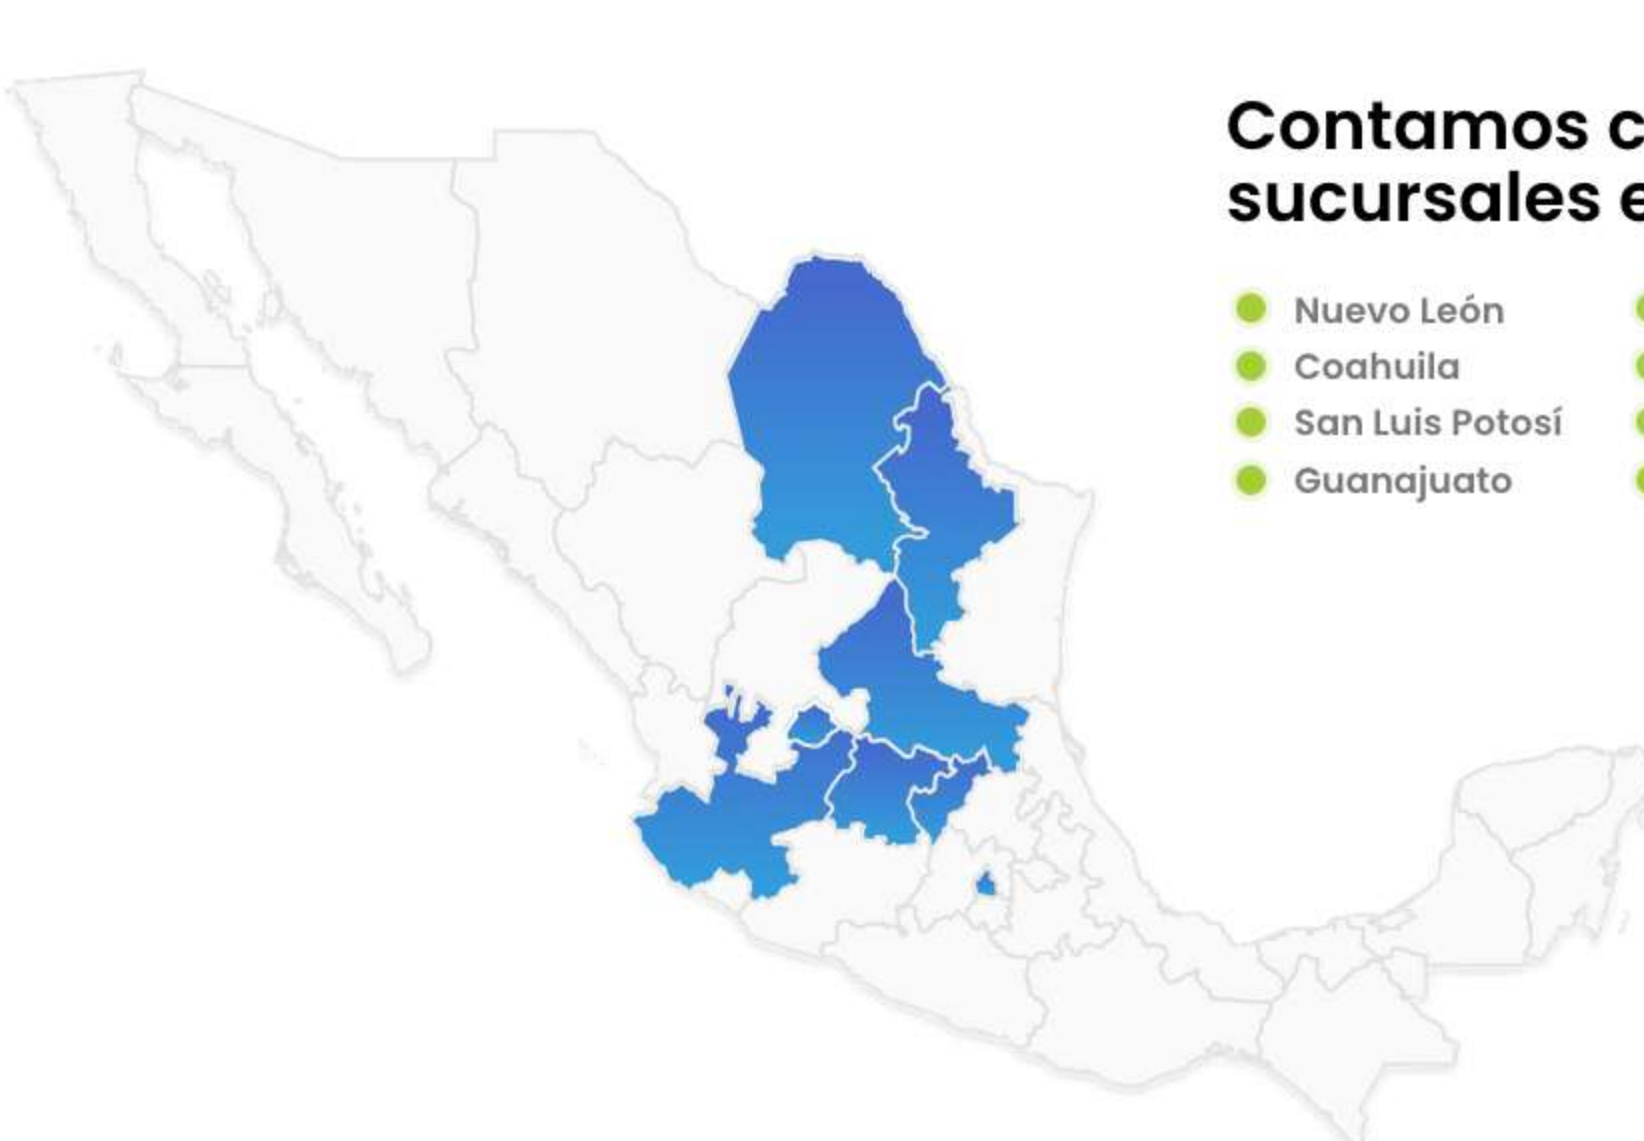 Contamos c
sucursales e
Nuevo León
Coahuila
San Luis Potosí
Guanajuato